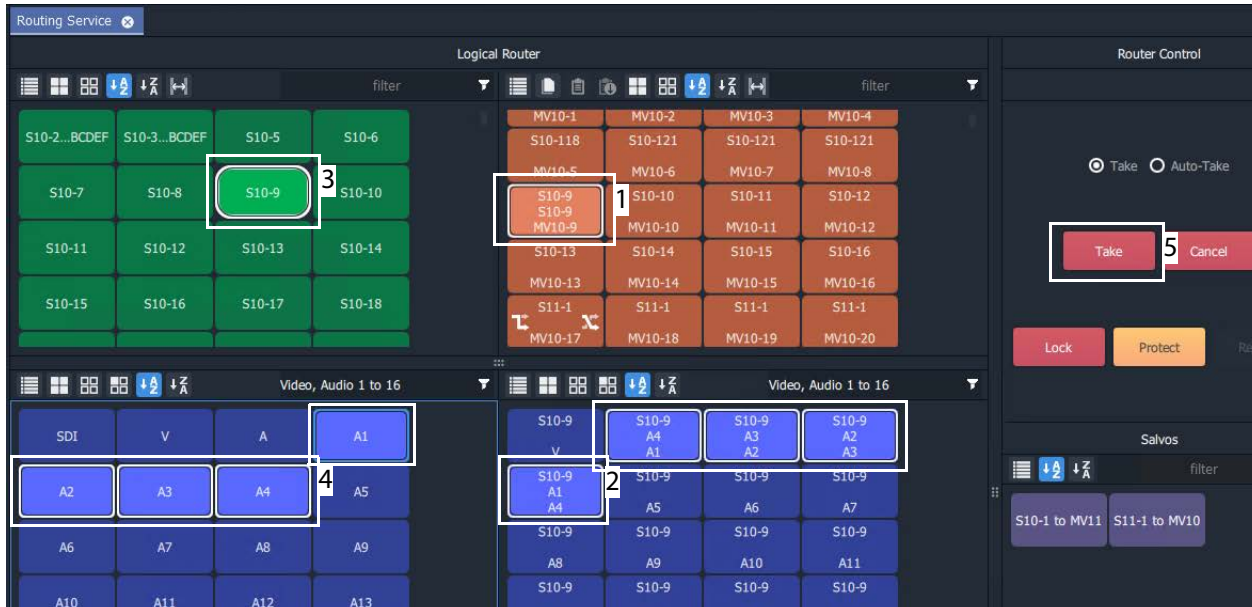 Routing Service
Logical Router
Router Control
filter
filter
S10-2...BCDEF S10-3...BCDEF S10-5 S10-6
S10-7 S10-8 S10-9 3 S10-10
S10-11 S10-12 S10-13 S10-14
S10-15 S10-16 S10-17 S10-18
MV10-1 MV10-2 MV10-3 MV10-4
S10-118 S10-121 S10-121 S10-121
MV10-5 MV10-6 MV10-7 MV10-8
S10-9 1 S10-10 S10-11 S10-12
S10-9
MV10-9 MV10-10 MV10-11 MV10-12
S10-13 S10-14 S10-15 S10-16
MV10-13 MV10-14 MV10-15 MV10-16
S11-1 S11-1 S11-1 S11-1
MV10-17 MV10-18 MV10-19 MV10-20
Take Auto-Take
Take 5 Cancel
Lock Protect
Video, Audio 1 to 16
SDI V A A1
A2 A3 A4 4 A5
A6 A7 A8 A9
A10 A11 A12 A13
Video, Audio 1 to 16
S10-9 S10-9 S10-9 S10-9
A4 A3 A2
V A1 A2 A3
S10-9 2 S10-9 S10-9 S10-9
A1
A4 A5 A6 A7
S10-9 S10-9 S10-9 S10-9
A8 A9 A10 A11
S10-9 S10-9 S10-9 S10-9
Salvos
filter
S10-1 to MV11 S11-1 to MV10